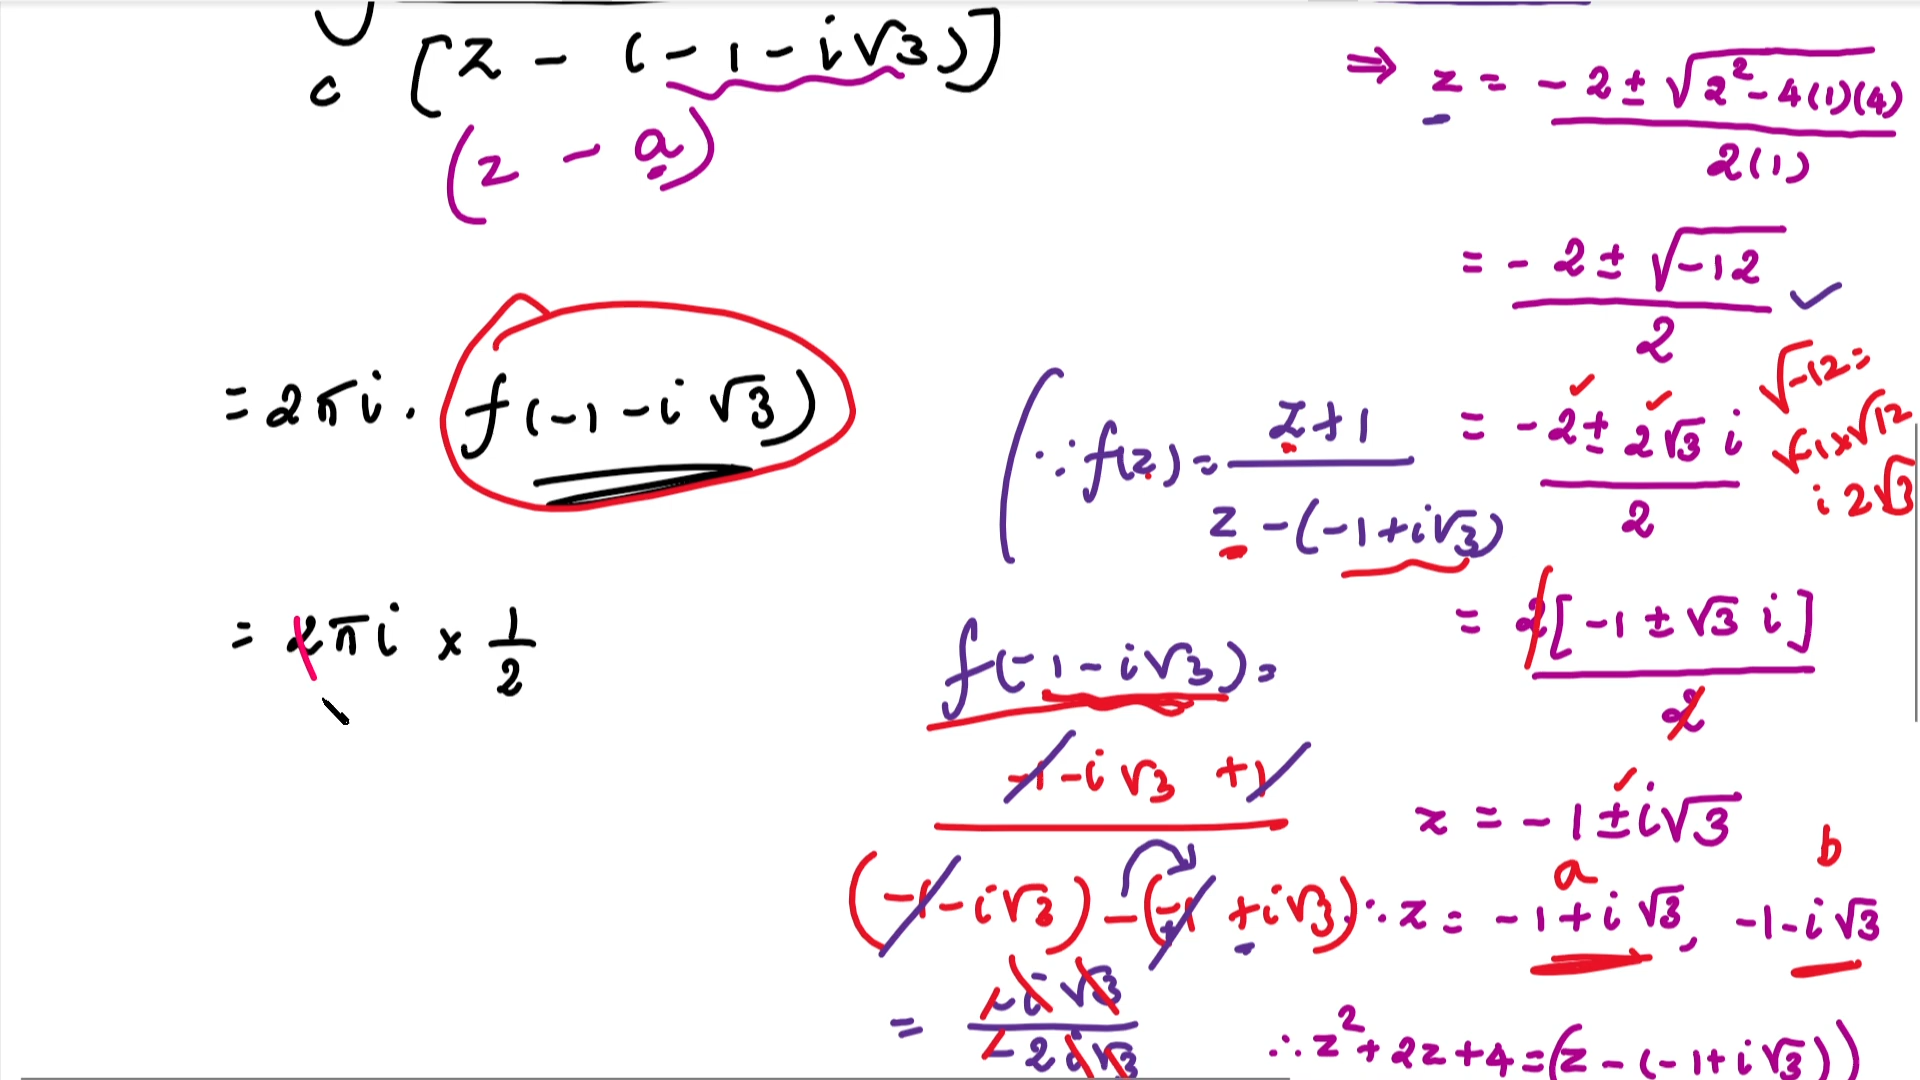 c [z - (-1 - i√3)]
(z - a)
= 2πi · f(-1 - i√3)
= 2πi × 1/2
⇒ z = -2 ± √(2² - 4(1)(4)) / 2(1)
= -2 ± √-12 / 2 ✓
√-12 =
√-1 × √12
i 2√3
= -2 ± 2√3 i / 2
= 2[-1 ± √3 i] / 2
z = -1 ± i√3
a b
∴ z = -1 + i√3, -1 - i√3
∴ z² + 2z + 4 = (z - (-1 + i√3))
(∵ f(z) = z + 1 / z - (-1 + i√3)
f(-1 - i√3) =
-1 - i√3 + 1 / (-1 - i√3) - (-1 + i√3)
= -i√3 / -2i√3